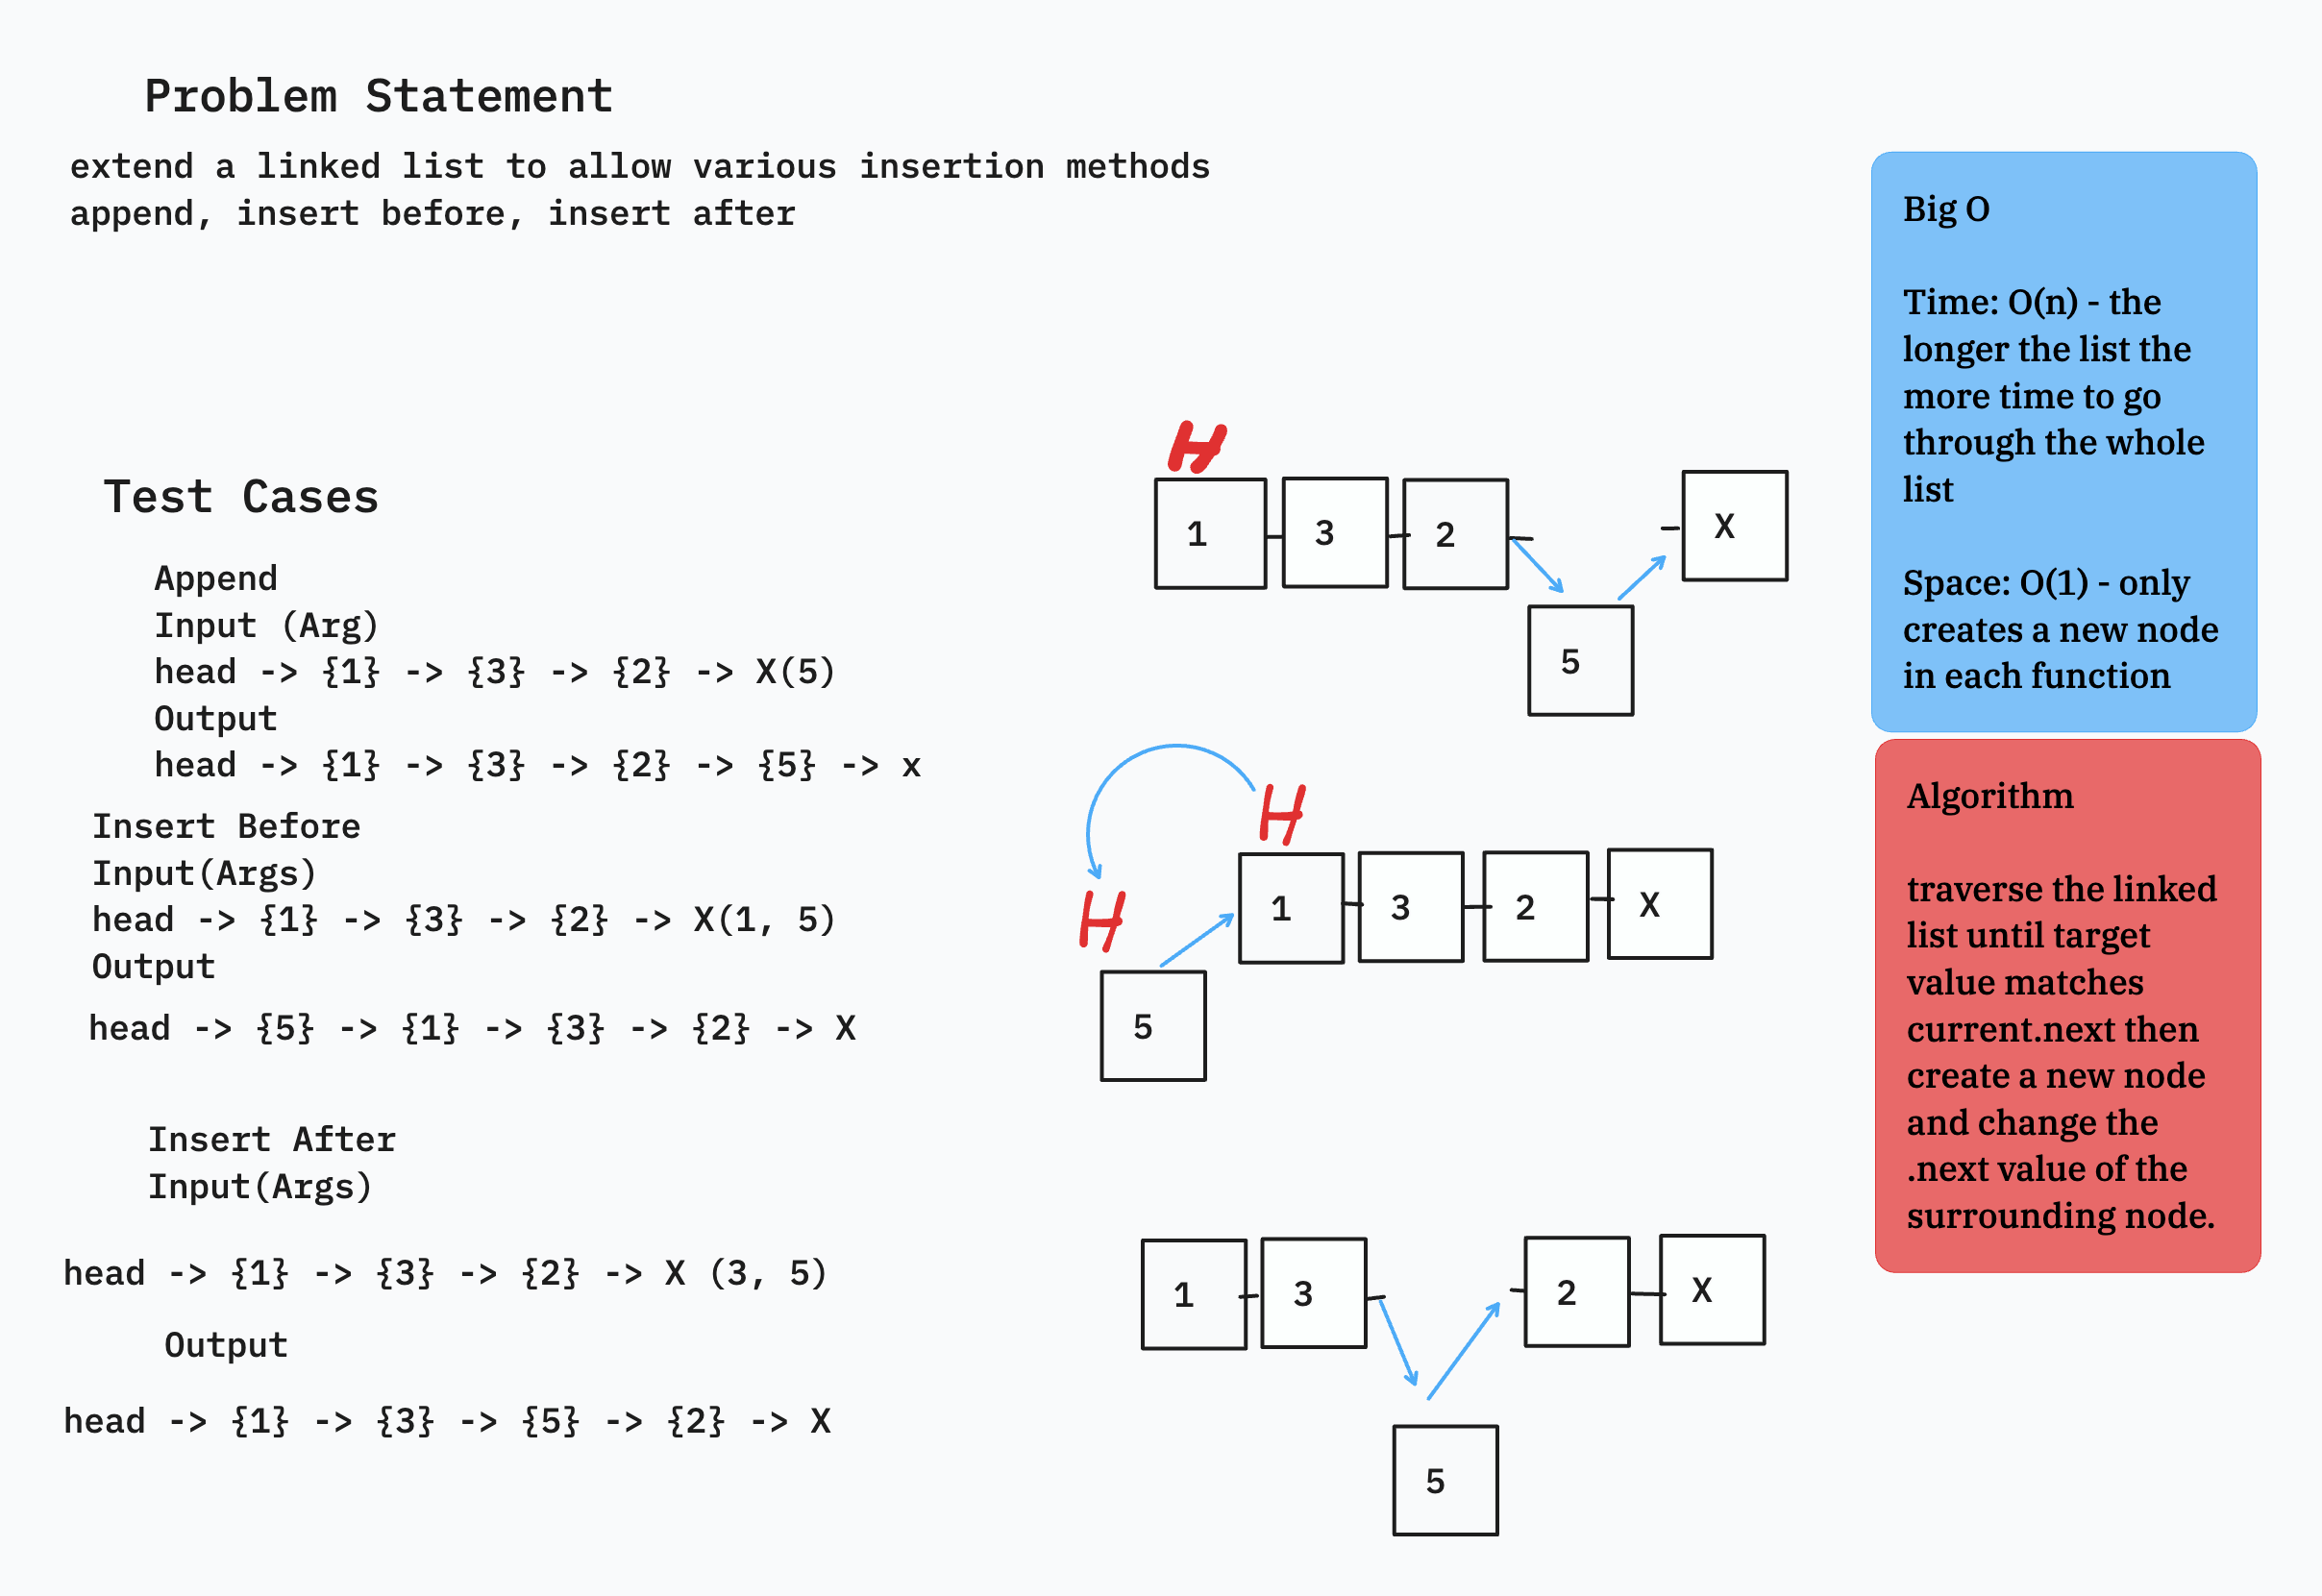 Problem Statement
extend a linked list to allow various insertion methods
append, insert before, insert after
Test Cases
Append
Input (Arg)
head -> {1} -> {3} -> {2} -> X(5)
Output
head -> {1} -> {3} -> {2} -> {5} -> x
Insert Before
Input(Args)
head -> {1} -> {3} -> {2} -> X(1, 5)
Output
head -> {5} -> {1} -> {3} -> {2} -> X
Insert After
Input(Args)
head -> {1} -> {3} -> {2} -> X (3, 5)
Output
head -> {1} -> {3} -> {5} -> {2} -> X
H
1 3 2 X
5
H
H
1 3 2 X
5
1 3 2 X
5
Big O
Time: O(n) - the
longer the list the
more time to go
through the whole
list
Space: O(1) - only
creates a new node
in each function
Algorithm
traverse the linked
list until target
value matches
current.next then
create a new node
and change the
.next value of the
surrounding node.